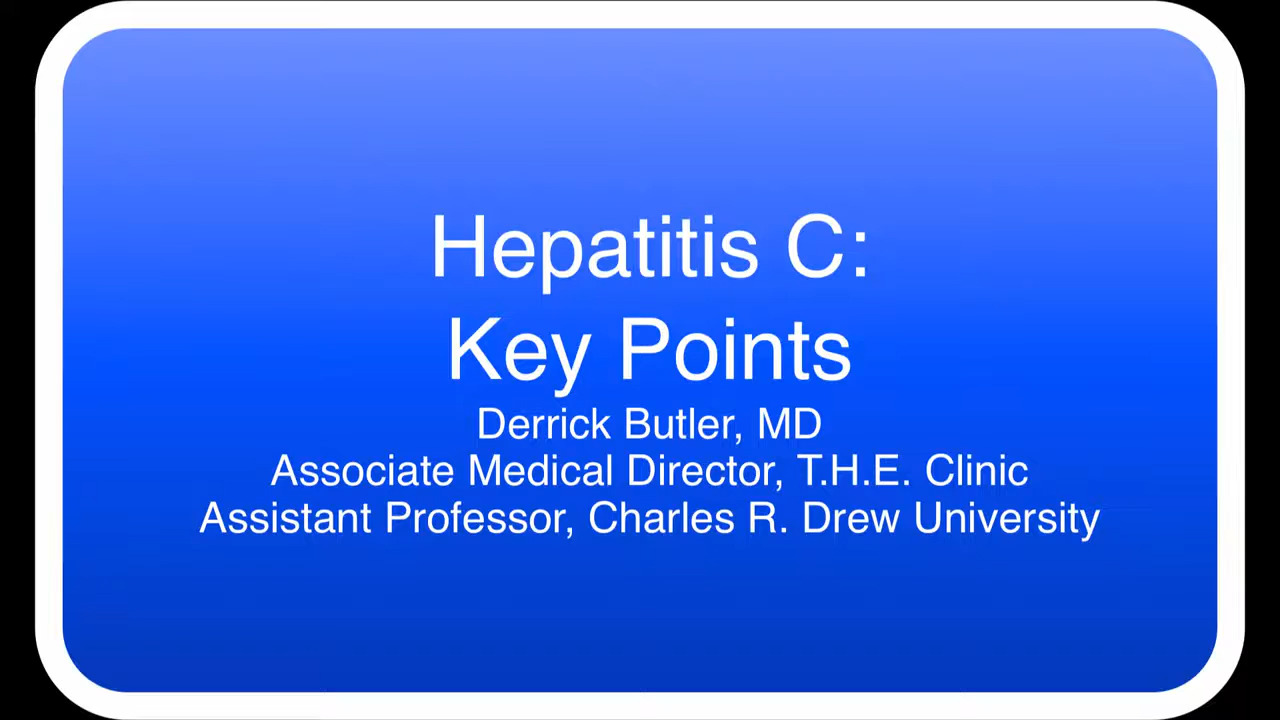 Hepatitis C:
Key Points
Derrick Butler, MD
Associate Medical Director, T.H.E. Clinic
Assistant Professor, Charles R. Drew University